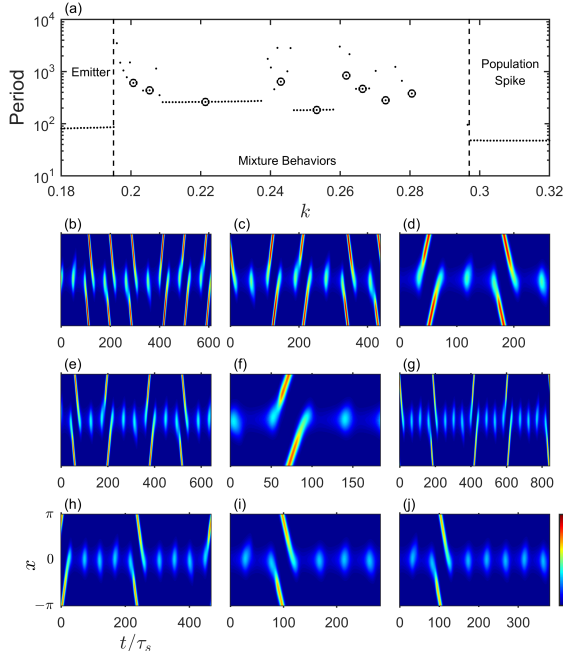 (a)
10^4
10^3
10^2
10^1
Period
Emitter
Population
Spike
Mixture Behaviors
0.18 0.2 0.22 0.24 0.26 0.28 0.3 0.32
k
(b) (c) (d)
0 200 400 600 0 200 400 0 100 200
(e) (f) (g)
0 200 400 600 0 50 100 150 0 200 400 600 800
(h) (i) (j)
π
x 0
−π
0 200 400 0 100 200 0 100 200 300
t/τ_s